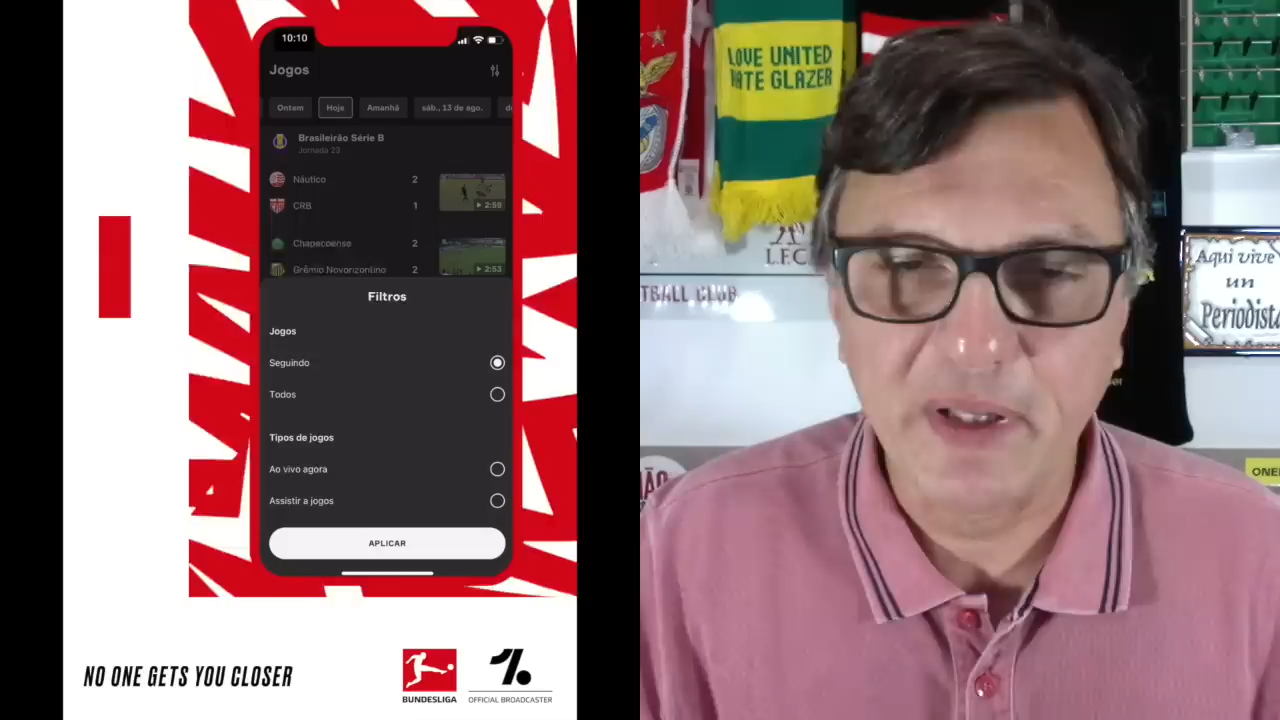 10:10
Jogos
Ontem
Hoje
Amanhã
sáb., 13 de ago.
Brasileirão Série B
Jornada 23
Náutico 2
CRB 1
2:59
Chapecoense 2
Grêmio Novorizontino 2
2:53
Filtros
Jogos
Seguindo
Todos
Tipos de jogos
Ao vivo agora
Assistir a jogos
APLICAR
NO ONE GETS YOU CLOSER
BUNDESLIGA
OFFICIAL BROADCASTER
LOVE UNITED
HATE GLAZER
L.F.C
TBALL CLUB
Aqui vive
un
Periodista
ONE